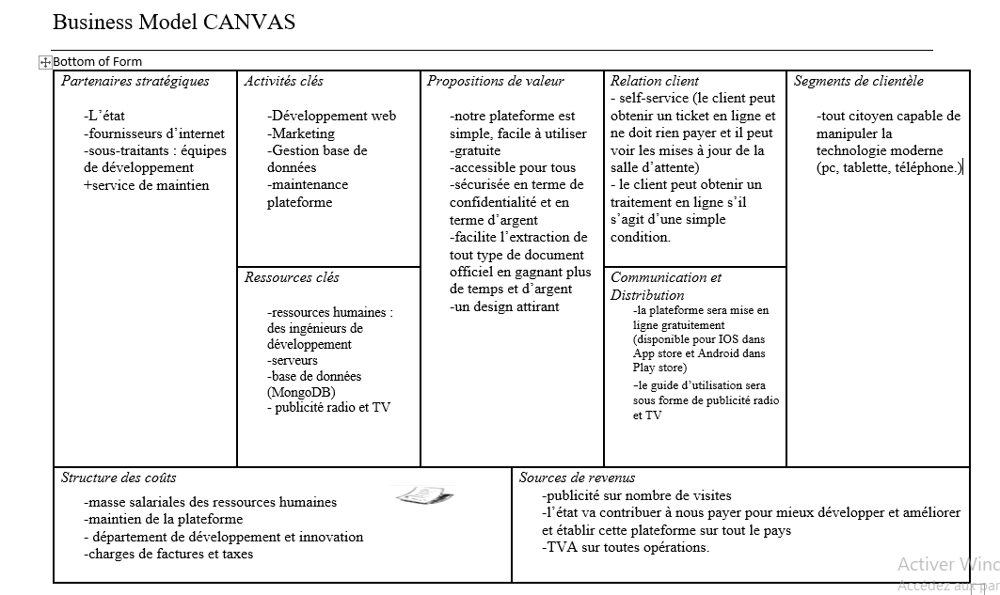 Business Model CANVAS
Bottom of Form
Partenaires stratégiques
-L’état
-fournisseurs d’internet
-sous-traitants : équipes
de développement
+service de maintien
Activités clés
-Développement web
-Marketing
-Gestion base de
données
-maintenance
plateforme
Ressources clés
-ressources humaines :
des ingénieurs de
développement
-serveurs
-base de données
(MongoDB)
- publicité radio et TV
Propositions de valeur
-notre plateforme est
simple, facile à utiliser
-gratuite
-accessible pour tous
-sécurisée en terme de
confidentialité et en
terme d’argent
-facilite l’extraction de
tout type de document
officiel en gagnant plus
de temps et d’argent
-un design attirant
Relation client
- self-service (le client peut
obtenir un ticket en ligne et
ne doit rien payer et il peut
voir les mises à jour de la
salle d’attente)
- le client peut obtenir un
traitement en ligne s’il
s’agit d’une simple
condition.
Communication et
Distribution
-la plateforme sera mise en
ligne gratuitement
(disponible pour IOS dans
App store et Android dans
Play store)
-le guide d’utilisation sera
sous forme de publicité radio
et TV
Segments de clientèle
-tout citoyen capable de
manipuler la
technologie moderne
(pc, tablette, téléphone.)
Structure des coûts
-masse salariales des ressources humaines
-maintien de la plateforme
- département de développement et innovation
-charges de factures et taxes
Sources de revenus
-publicité sur nombre de visites
-l’état va contribuer à nous payer pour mieux développer et améliorer
et établir cette plateforme sur tout le pays
-TVA sur toutes opérations.
Activer Winc
Accédez aux par